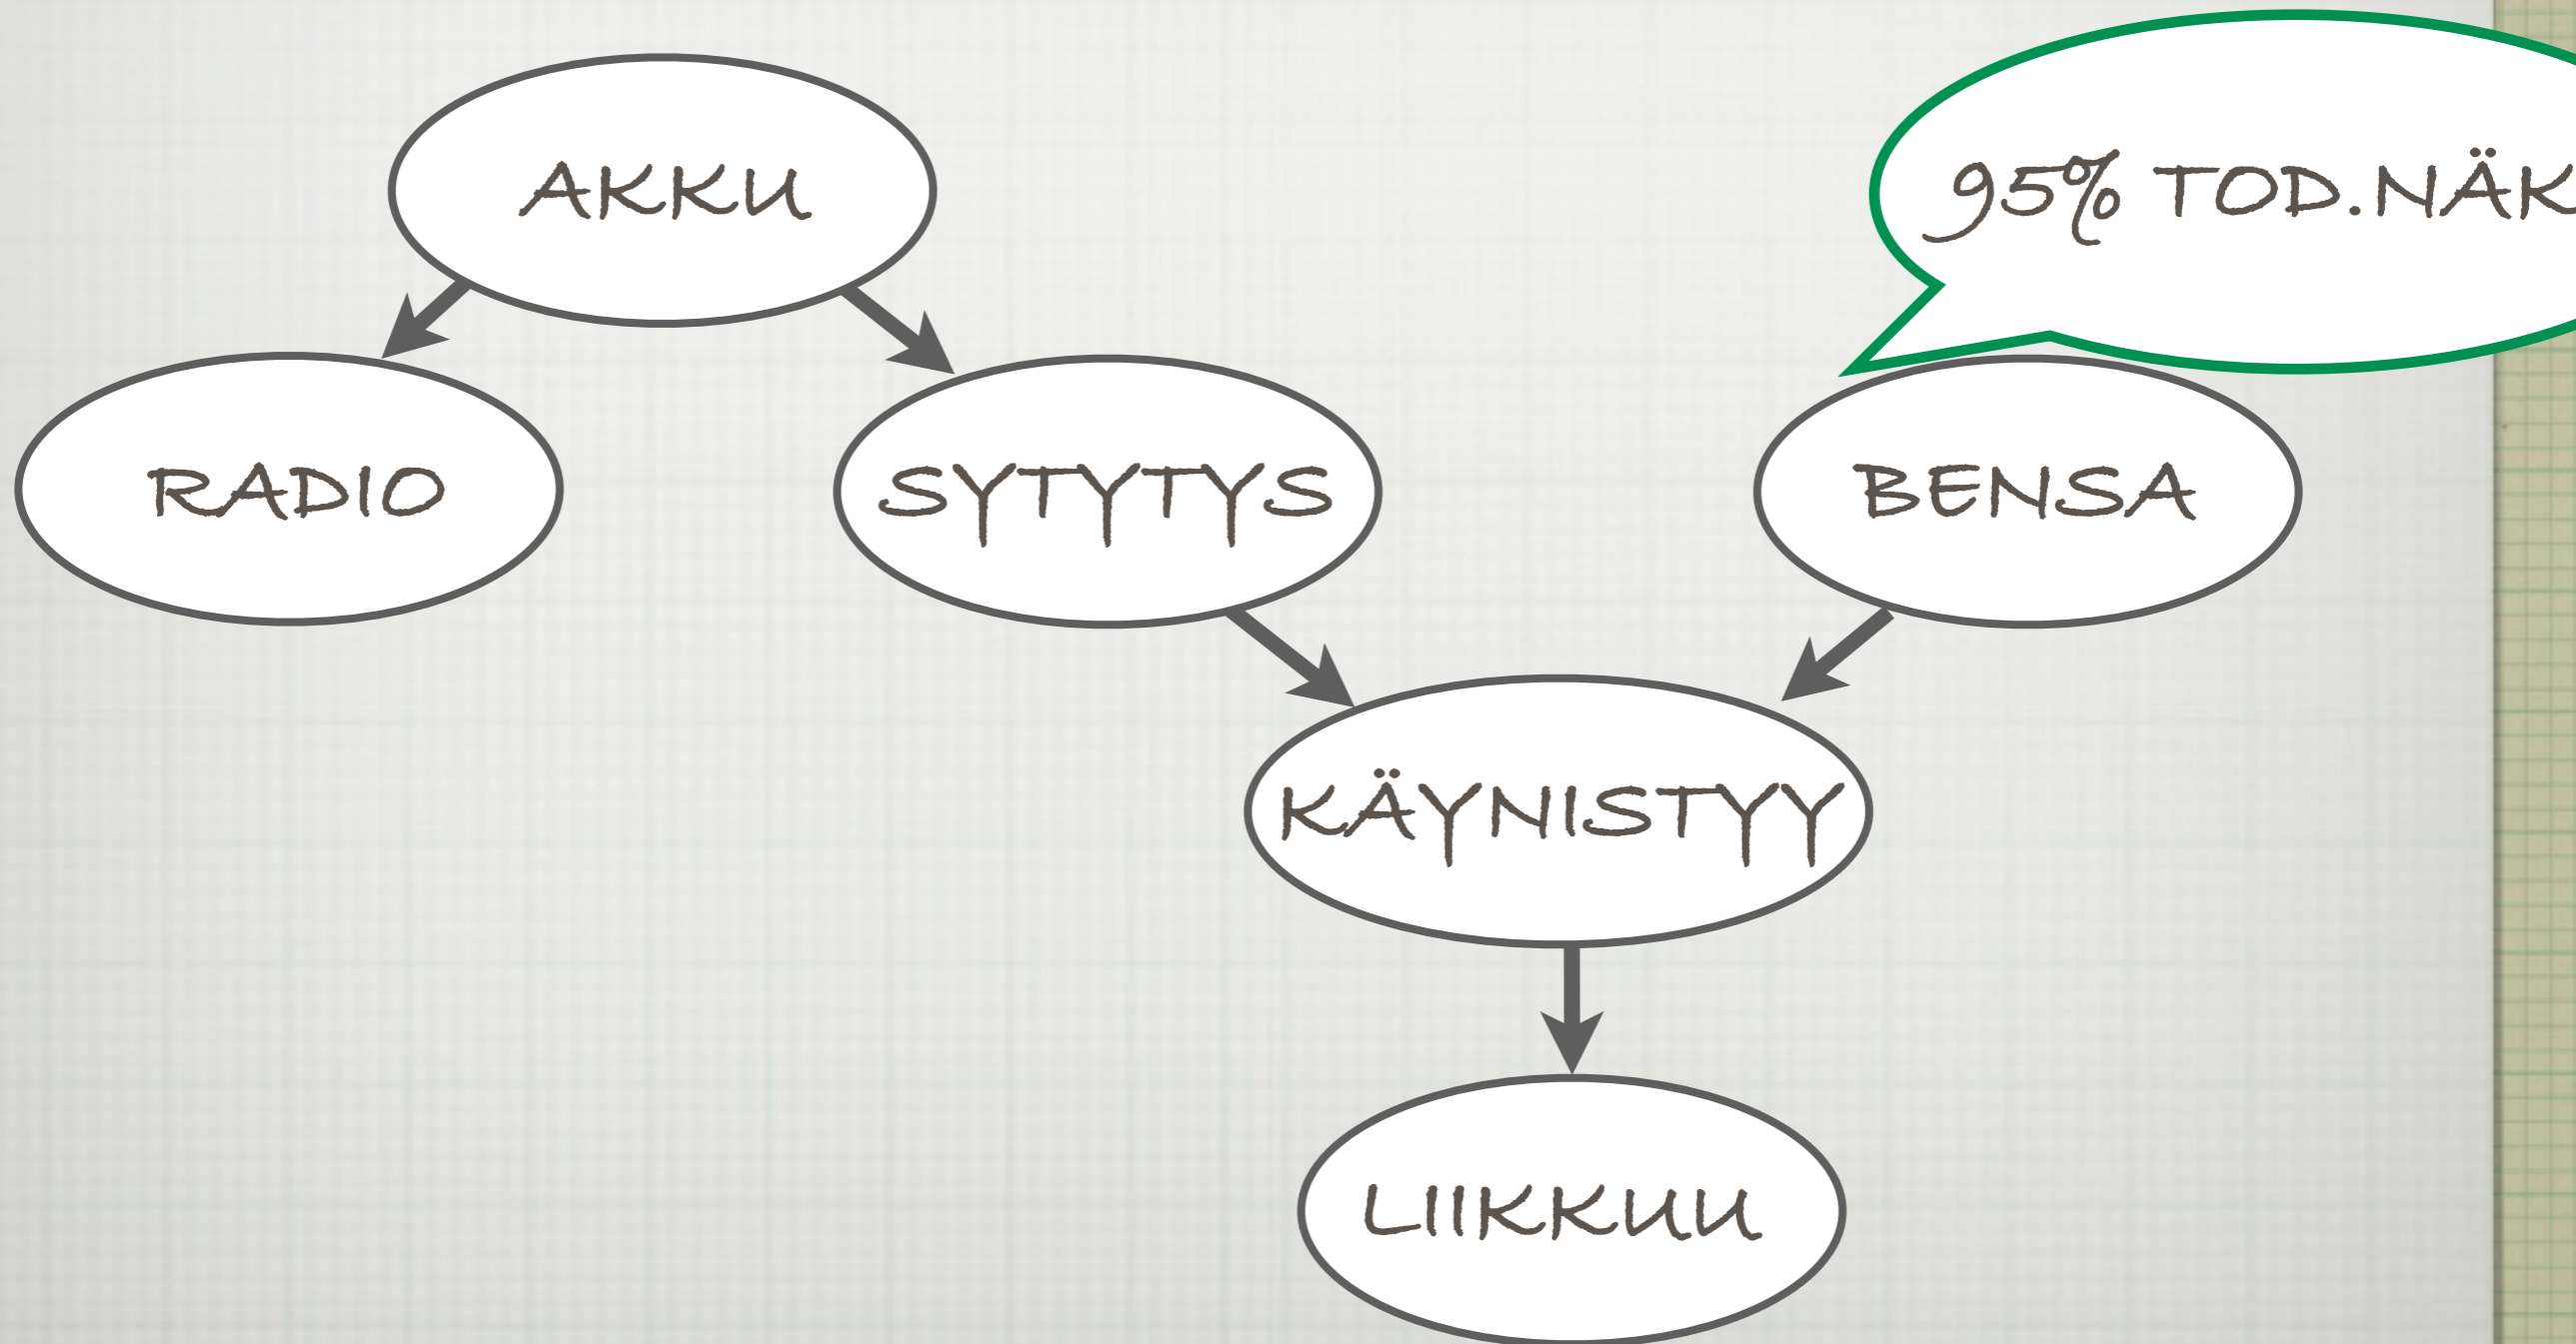 AKKU
95% TOD.NÄK
RADIO
SYTYTYS
BENSA
KÄYNISTYY
LIIKKUU